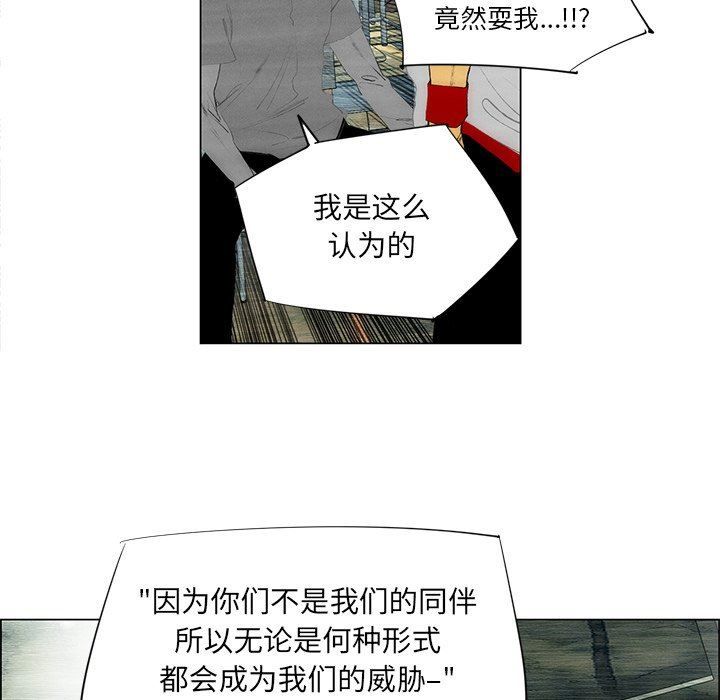 竟然耍我...!!?
我是这么
认为的
"因为你们不是我们的同伴
所以无论是何种形式
都会成为我们的威胁-"